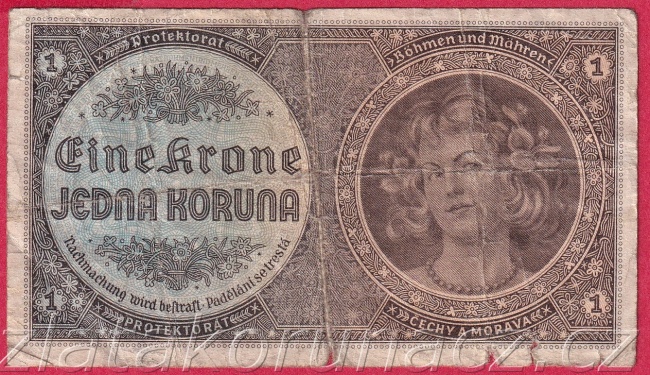 1
Protektorat
Böhmen und Mähren
1
Eine Krone
JEDNA KORUNA
Nachmachung wird bestraft · Padělání se trestá
1
PROTEKTORÁT
ČECHY A MORAVA
1
zlatakorunacz.cz